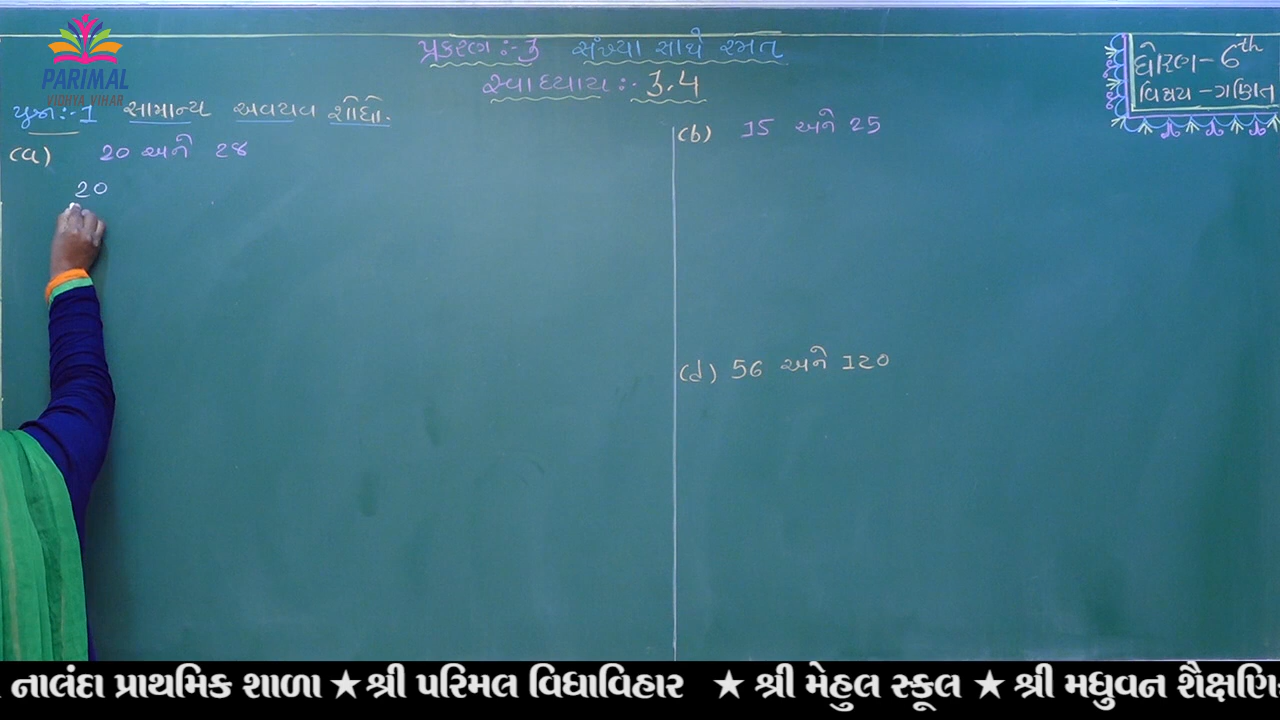 PARIMAL
VIDHYA VIHAR
પ્રકરણ :- 3 સંખ્યા સાથે રમત
સ્વાધ્યાય :- 3.4
ધોરણ - 6th
વિષય - ગણિત
પ્રશ્ન :- 1 સામાન્ય અવયવ શોધો.
(a) 20 અને 28
20
(b) 15 અને 25
(d) 56 અને 120
નાલંદા પ્રાથમિક શાળા ★ શ્રી પરિમલ વિદ્યાવિહાર ★ શ્રી મેહુલ સ્કૂલ ★ શ્રી મધુવન